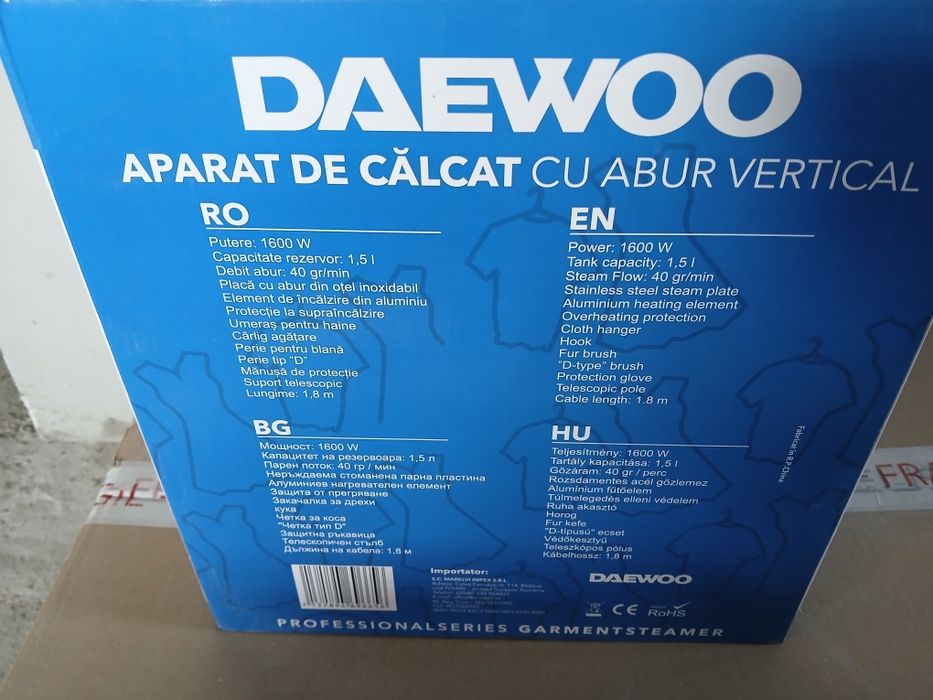 DAEWOO
APARAT DE CĂLCAT CU ABUR VERTICAL
RO
Putere: 1600 W
Capacitate rezervor: 1,5 l
Debit abur: 40 gr/min
Placă cu abur din oțel inoxidabil
Element de încălzire din aluminiu
Protecție la supraîncălzire
Umeraș pentru haine
Cârlig agățare
Perie pentru blană
Perie tip "D"
Mănușă de protecție
Suport telescopic
Lungime: 1,8 m
EN
Power: 1600 W
Tank capacity: 1,5 l
Steam Flow: 40 gr/min
Stainless steel steam plate
Aluminium heating element
Overheating protection
Cloth hanger
Hook
Fur brush
"D-type" brush
Protection glove
Telescopic pole
Cable length: 1.8 m
BG
Мощност: 1600 W
Капацитет на резервоара: 1,5 л
Парен поток: 40 гр / мин
Неръждаема стоманена парна пластина
Алуминиев нагревателен елемент
Защита от прегряване
Закачалка за дрехи
кука
Четка за коса
"Четка тип D"
Защитна ръкавица
Телескопичен стълб
Дължина на кабела: 1,8 м
HU
Teljesítmény: 1600 W
Tartály kapacitása: 1,5 l
Gőzáram: 40 gr / perc
Rozsdamentes acél gőzlemez
Alumínium fűtőelem
Túlmelegedés elleni védelem
Ruha akasztó
Horog
Fur kefe
"D-típusú" ecset
Védőkesztyű
Teleszkópos pólus
Kábelhossz: 1,8 m
Fabricat în R.P.China
Importator:
S.C. MARELVI IMPEX S.R.L.
DAEWOO
CE
RoHS
PROFESSIONALSERIES GARMENTSTEAMER
FRA